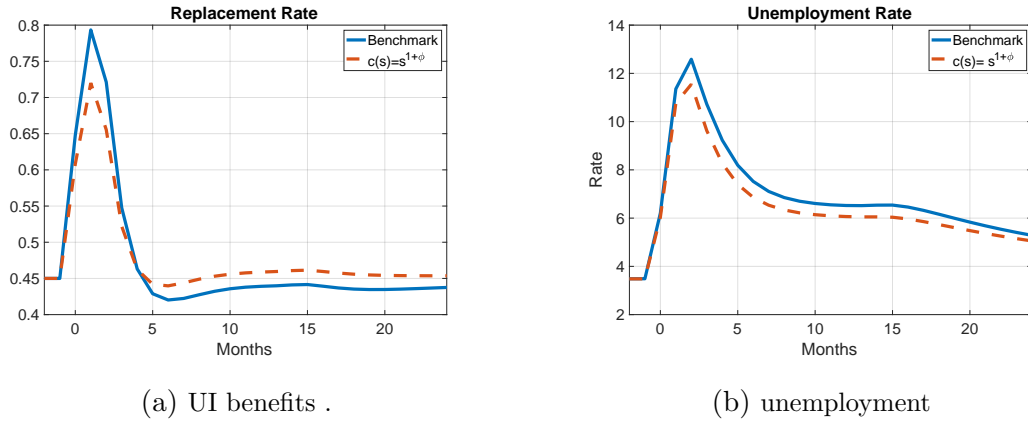 Replacement Rate
0.8
0.75
0.7
0.65
0.6
0.55
0.5
0.45
0.4
0
5
10
15
20
Months
Benchmark
c(s)=s^{1+ϕ}
(a) UI benefits .
Unemployment Rate
14
12
10
8
6
4
2
Rate
0
5
10
15
20
Months
Benchmark
c(s)= s^{1+ϕ}
(b) unemployment